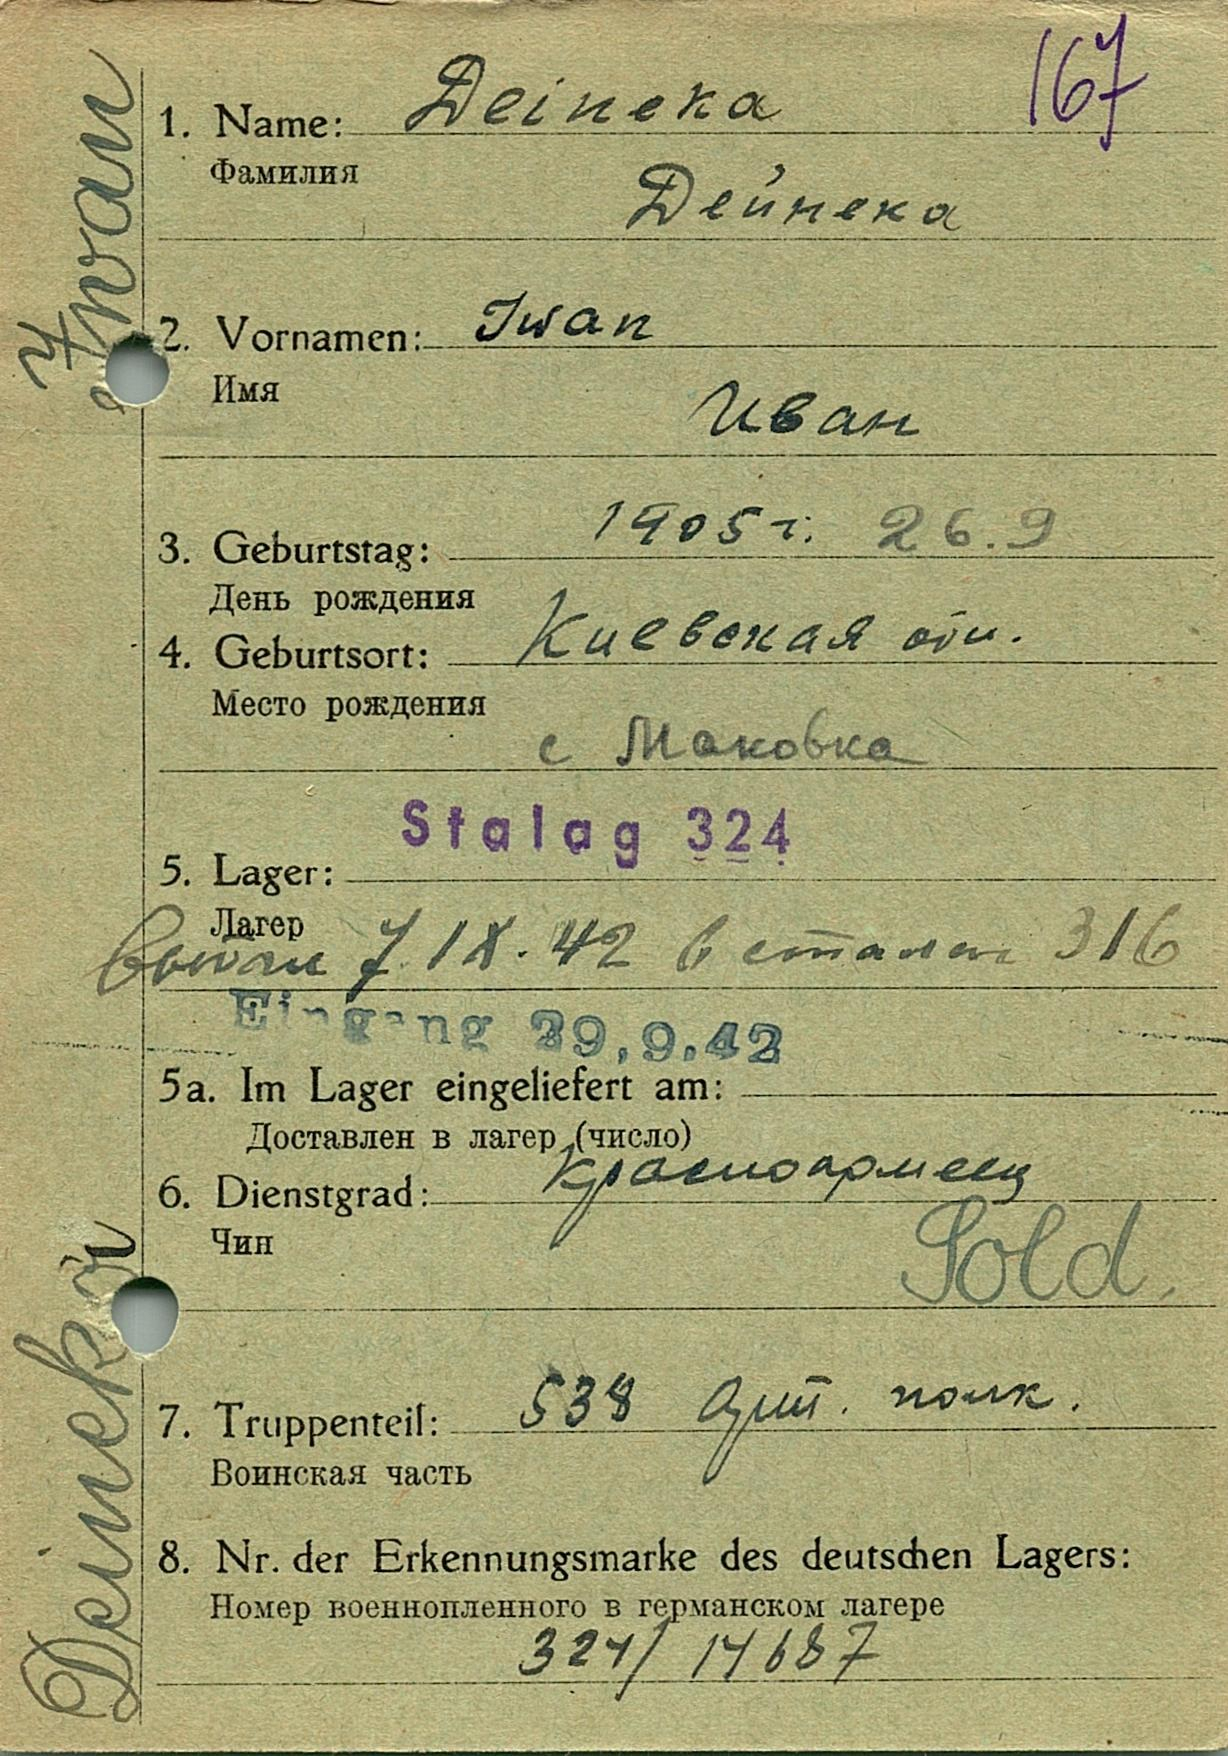 167
1. Name: Deineka
Фамилия
Дейнека
2. Vornamen: Iwan
Имя
Иван
3. Geburtstag: 1905 г. 26.9
День рождения
4. Geburtsort: Киевская обл.
Место рождения
с Маковка
Stalag 324
5. Lager:
Лагер
выбыл 7.IX.42 в сталаг 316
Eingang 29.9.42
5a. Im Lager eingeliefert am:
Доставлен в лагер (число)
6. Dienstgrad: Красноармеец
Чин
Sold.
7. Truppenteil: 538 Арт. полк.
Воинская часть
8. Nr. der Erkennungsmarke des deutschen Lagers:
Номер военнопленного в германском лагере
324/14687
Deineka
Iwan